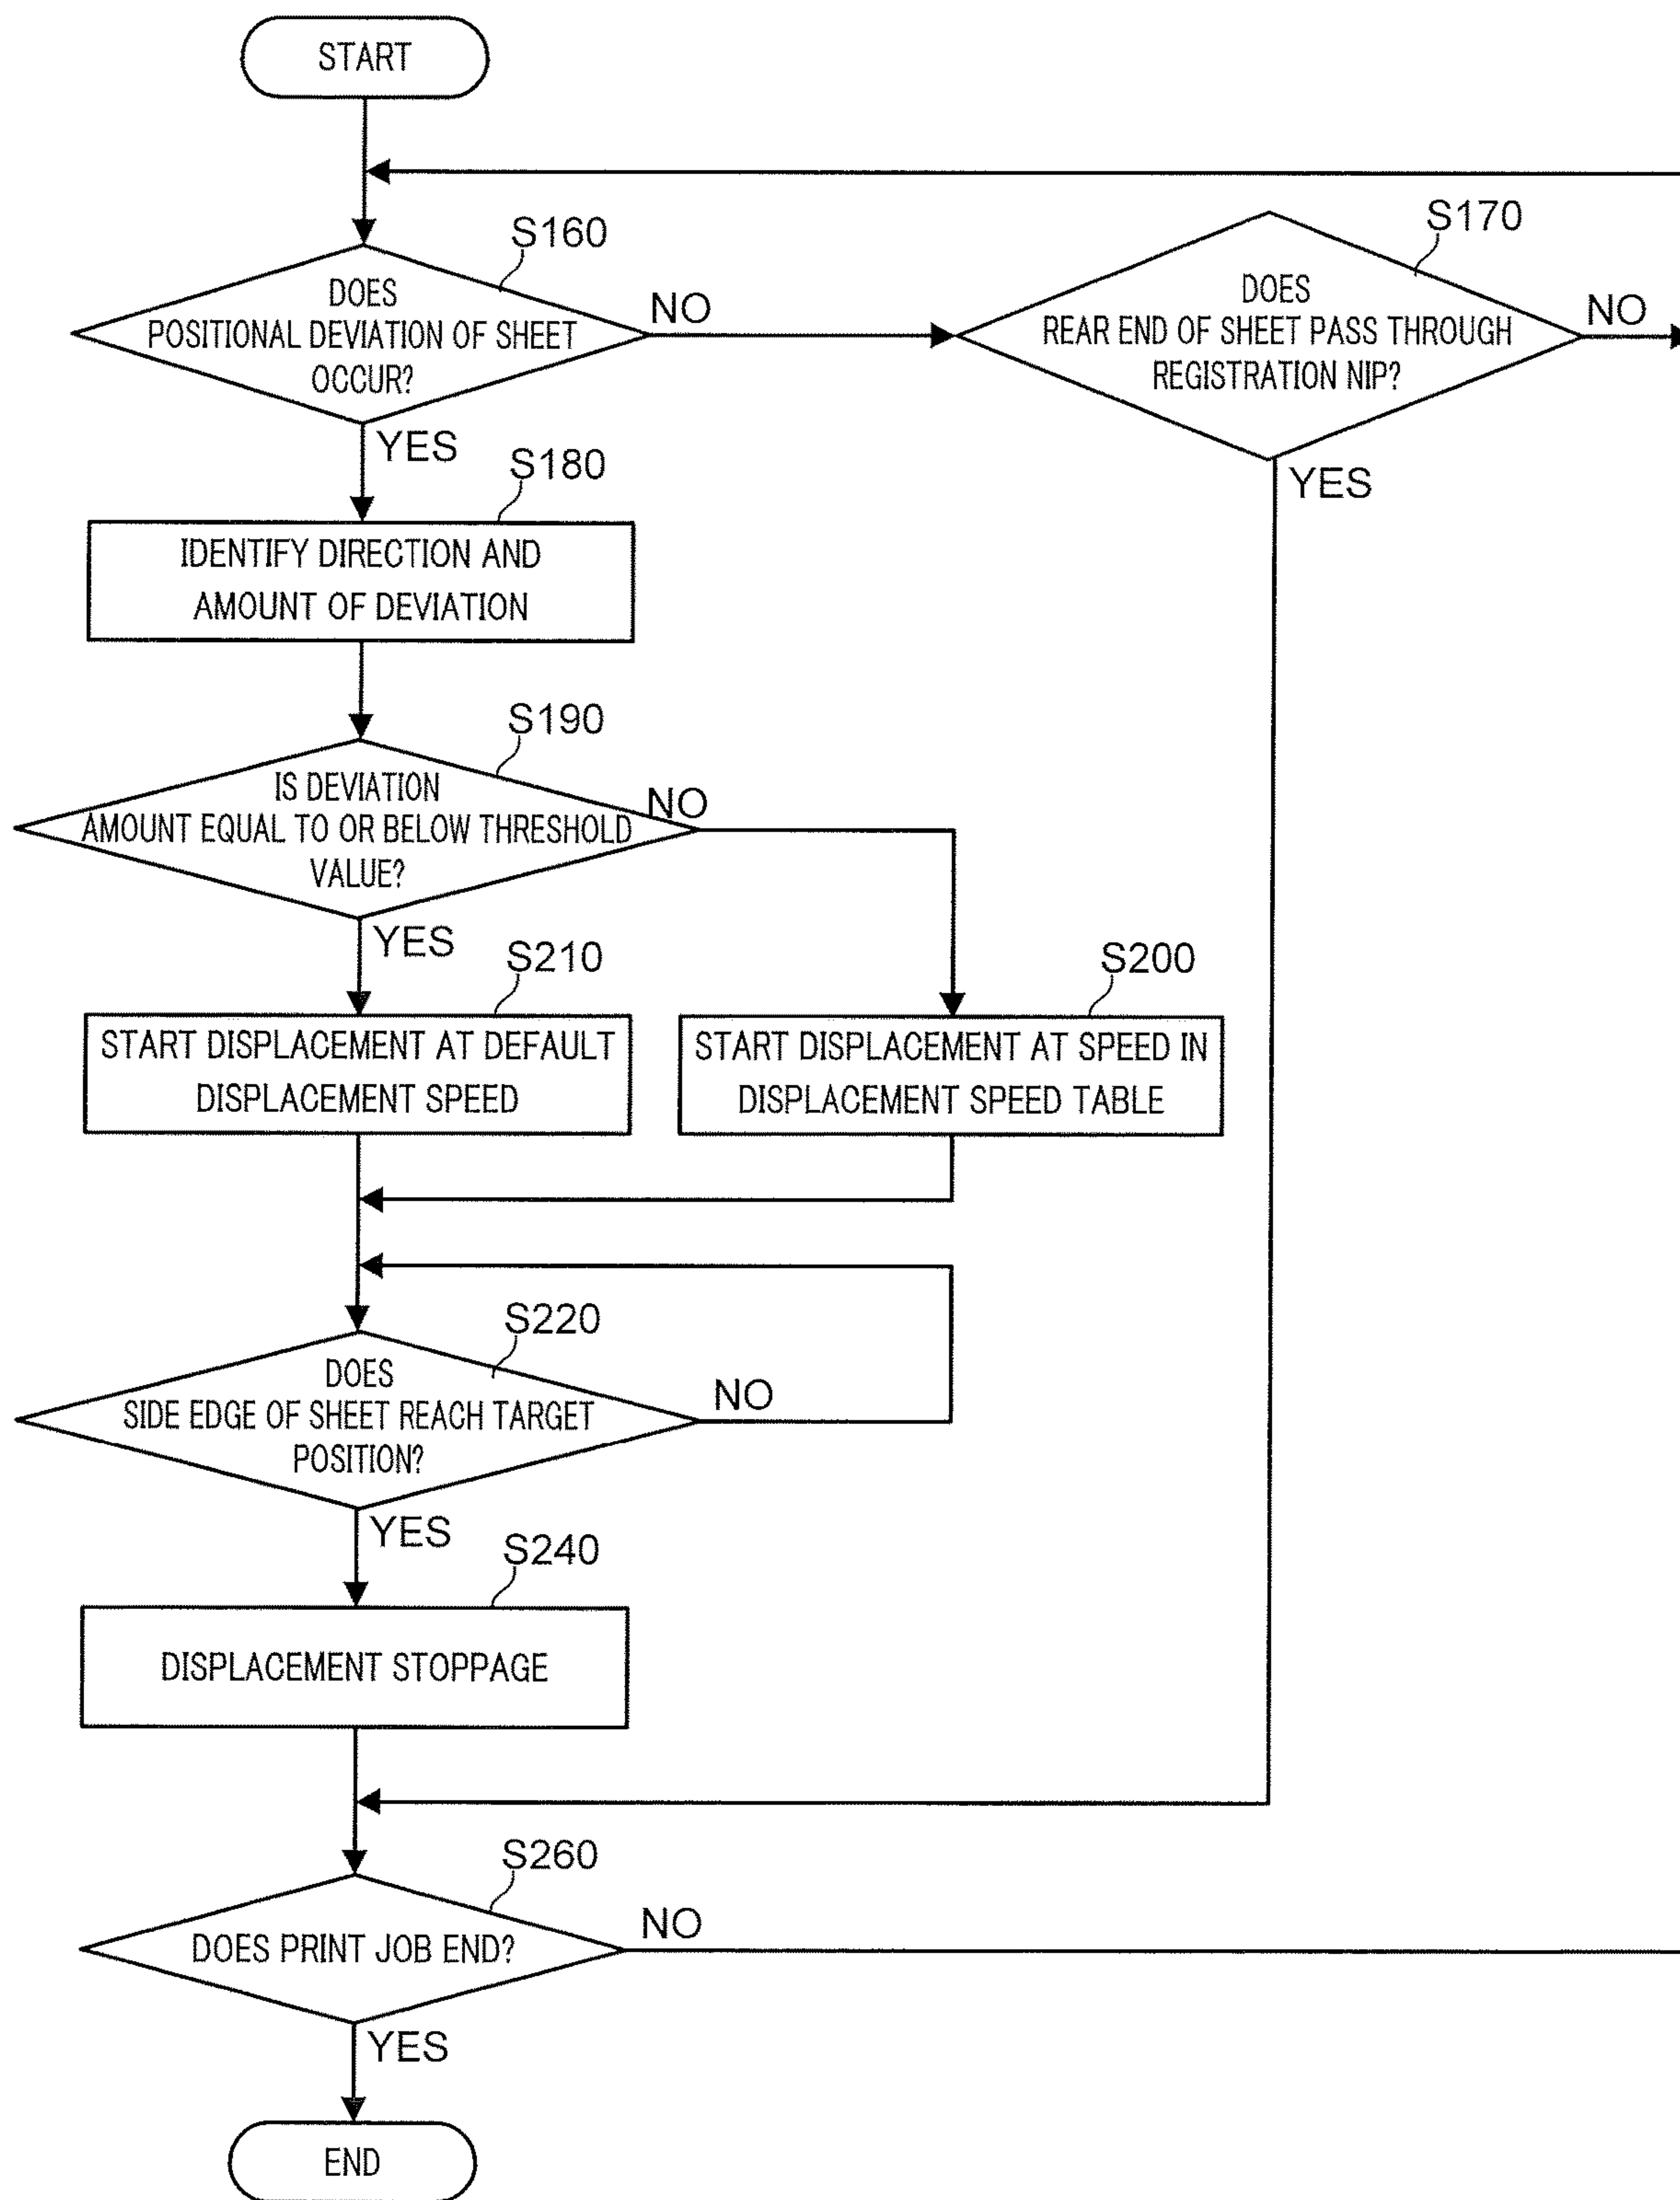 START
S160
DOES
POSITIONAL DEVIATION OF SHEET
OCCUR?
NO
YES
S170
DOES
REAR END OF SHEET PASS THROUGH
REGISTRATION NIP?
NO
YES
S180
IDENTIFY DIRECTION AND
AMOUNT OF DEVIATION
S190
IS DEVIATION
AMOUNT EQUAL TO OR BELOW THRESHOLD
VALUE?
NO
YES
S210
START DISPLACEMENT AT DEFAULT
DISPLACEMENT SPEED
S200
START DISPLACEMENT AT SPEED IN
DISPLACEMENT SPEED TABLE
S220
DOES
SIDE EDGE OF SHEET REACH TARGET
POSITION?
NO
YES
S240
DISPLACEMENT STOPPAGE
S260
DOES PRINT JOB END?
NO
YES
END